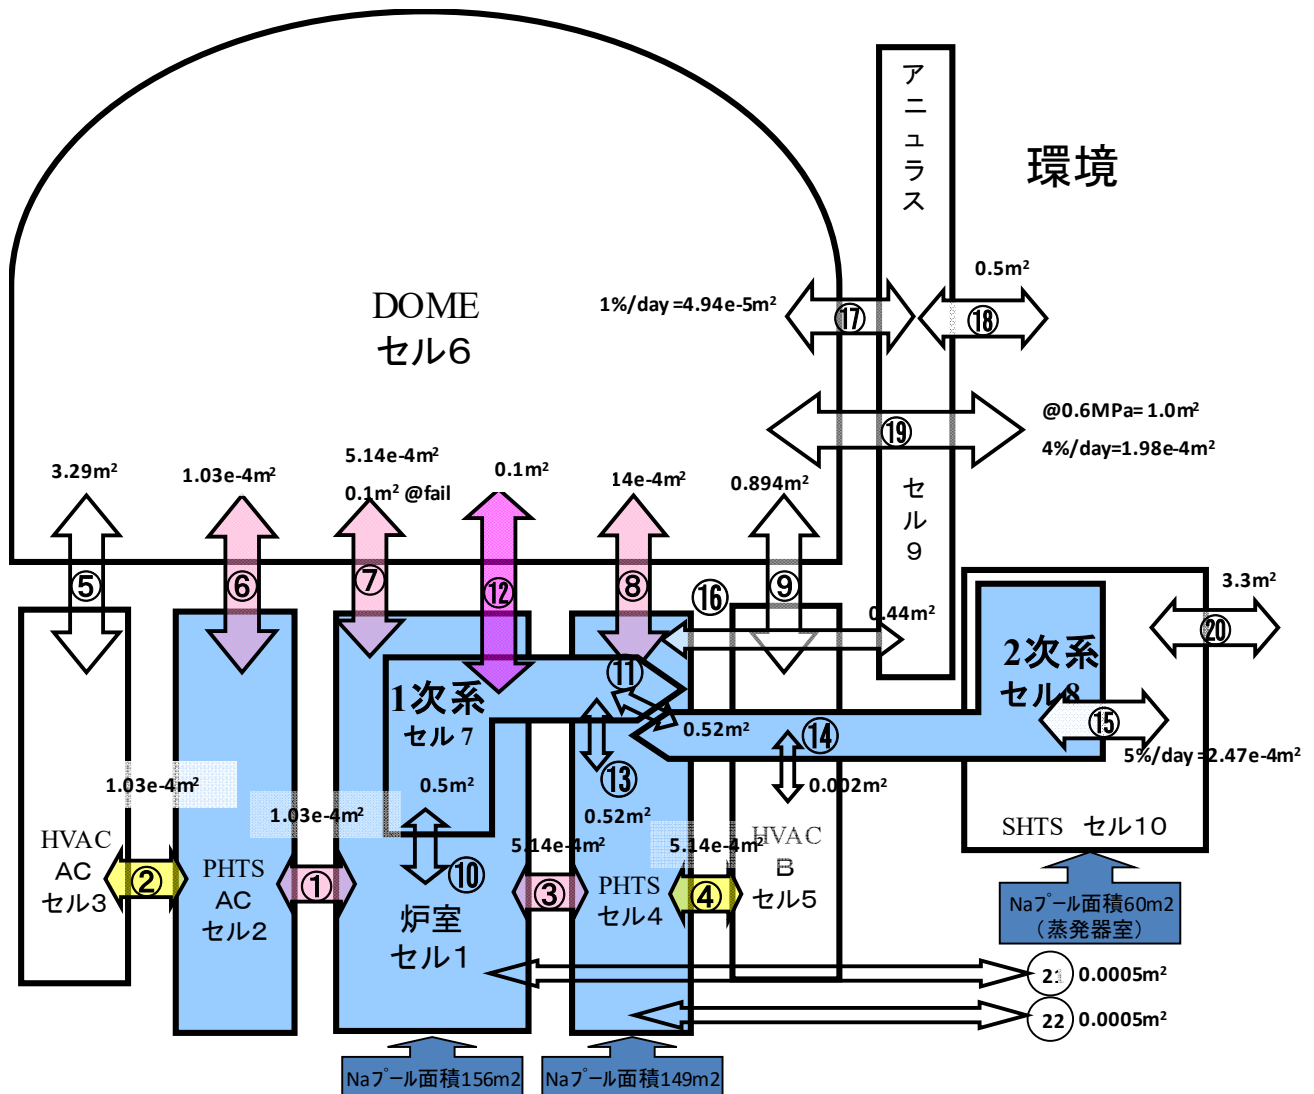 ア
ニ
ュ
ラ
ス
環境
0.5m²
DOME
セル6
1%/day =4.94e-5m²
⑰
⑱
@0.6MPa= 1.0m²
⑲
4%/day=1.98e-4m²
3.29m²
1.03e-4m²
5.14e-4m²
0.1m² @fail
0.1m²
14e-4m²
0.894m²
セ
ル
9
⑤
⑥
⑦
⑫
⑧
⑯
⑨
0.44m²
3.3m²
⑳
1次系
セル7
⑪
0.52m²
⑭
2次系
セル8
⑮
5%/day =2.47e-4m²
1.03e-4m²
1.03e-4m²
0.5m²
⑬
0.52m²
0.002m²
HVAC
AC
セル3
②
PHTS
AC
セル2
①
⑩
炉室
セル1
5.14e-4m²
③
PHTS
セル4
5.14e-4m²
④
HVAC
B
セル5
SHTS セル10
Naプール面積60m2
（蒸発器室）
21 0.0005m²
22 0.0005m²
Naプール面積156m2
Naプール面積149m2